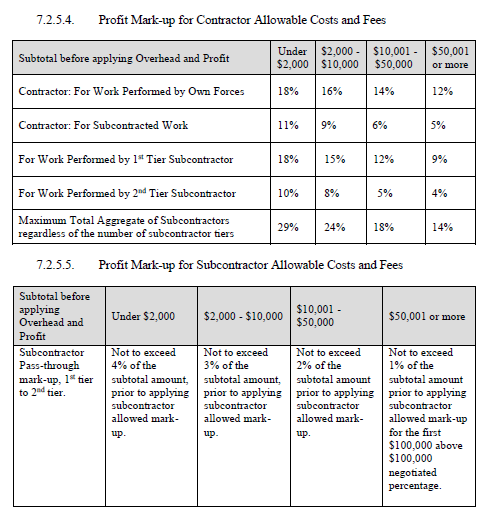 7.2.5.4. Profit Mark-up for Contractor Allowable Costs and Fees
Subtotal before applying Overhead and Profit
Under
$2,000
$2,000 -
$10,000
$10,001 -
$50,000
$50,001
or more
Contractor: For Work Performed by Own Forces 18% 16% 14% 12%
Contractor: For Subcontracted Work 11% 9% 6% 5%
For Work Performed by 1st Tier Subcontractor 18% 15% 12% 9%
For Work Performed by 2nd Tier Subcontractor 10% 8% 5% 4%
Maximum Total Aggregate of Subcontractors
regardless of the number of subcontractor tiers
29% 24% 18% 14%
7.2.5.5. Profit Mark-up for Subcontractor Allowable Costs and Fees
Subtotal before
applying
Overhead and
Profit
Under $2,000
$2,000 - $10,000
$10,001 -
$50,000
$50,001 or more
Subcontractor
Pass-through
mark-up, 1st tier
to 2nd tier.
Not to exceed
4% of the
subtotal amount,
prior to applying
subcontractor
allowed mark-
up.
Not to exceed
3% of the
subtotal amount,
prior to applying
subcontractor
allowed mark-
up.
Not to exceed
2% of the
subtotal amount
prior to applying
subcontractor
allowed mark-
up.
Not to exceed
1% of the
subtotal amount
prior to applying
subcontractor
allowed mark-up
for the first
$100,000 above
$100,000
negotiated
percentage.